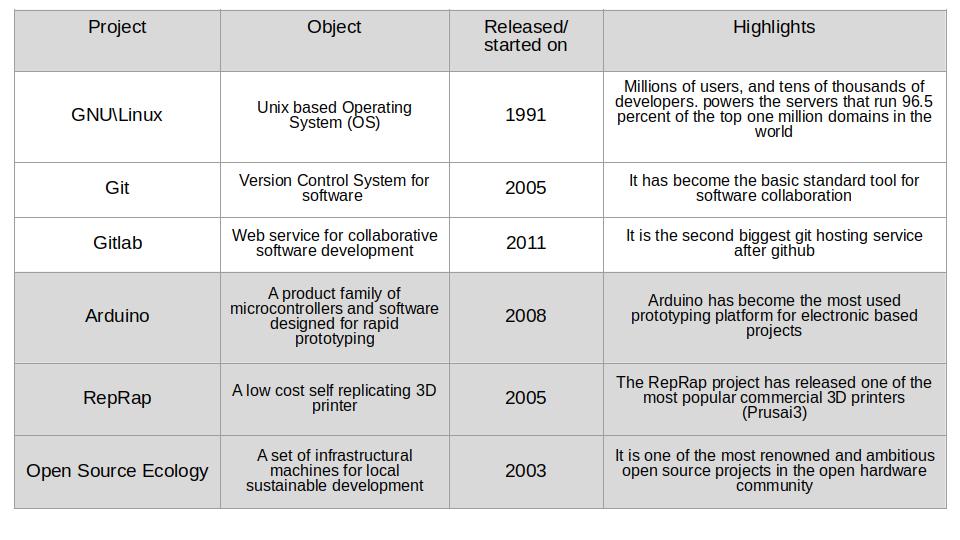 Project
Object
Released/
started on
Highlights
GNU\Linux
Unix based Operating
System (OS)
1991
Millions of users, and tens of thousands of
developers. powers the servers that run 96.5
percent of the top one million domains in the
world
Git
Version Control System for
software
2005
It has become the basic standard tool for
software collaboration
Gitlab
Web service for collaborative
software development
2011
It is the second biggest git hosting service
after github
Arduino
A product family of
microcontrollers and software
designed for rapid
prototyping
2008
Arduino has become the most used
prototyping platform for electronic based
projects
RepRap
A low cost self replicating 3D
printer
2005
The RepRap project has released one of the
most popular commercial 3D printers
(Prusai3)
Open Source Ecology
A set of infrastructural
machines for local
sustainable development
2003
It is one of the most renowned and ambitious
open source projects in the open hardware
community